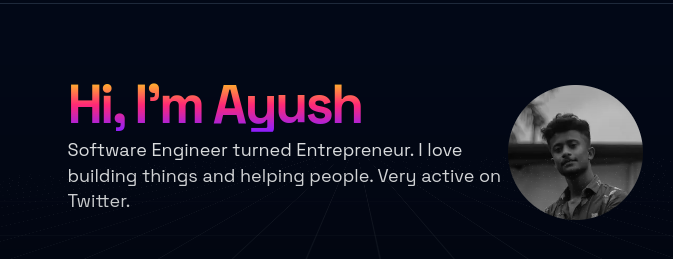 Hi, I’m Ayush
Software Engineer turned Entrepreneur. I love
building things and helping people. Very active on
Twitter.